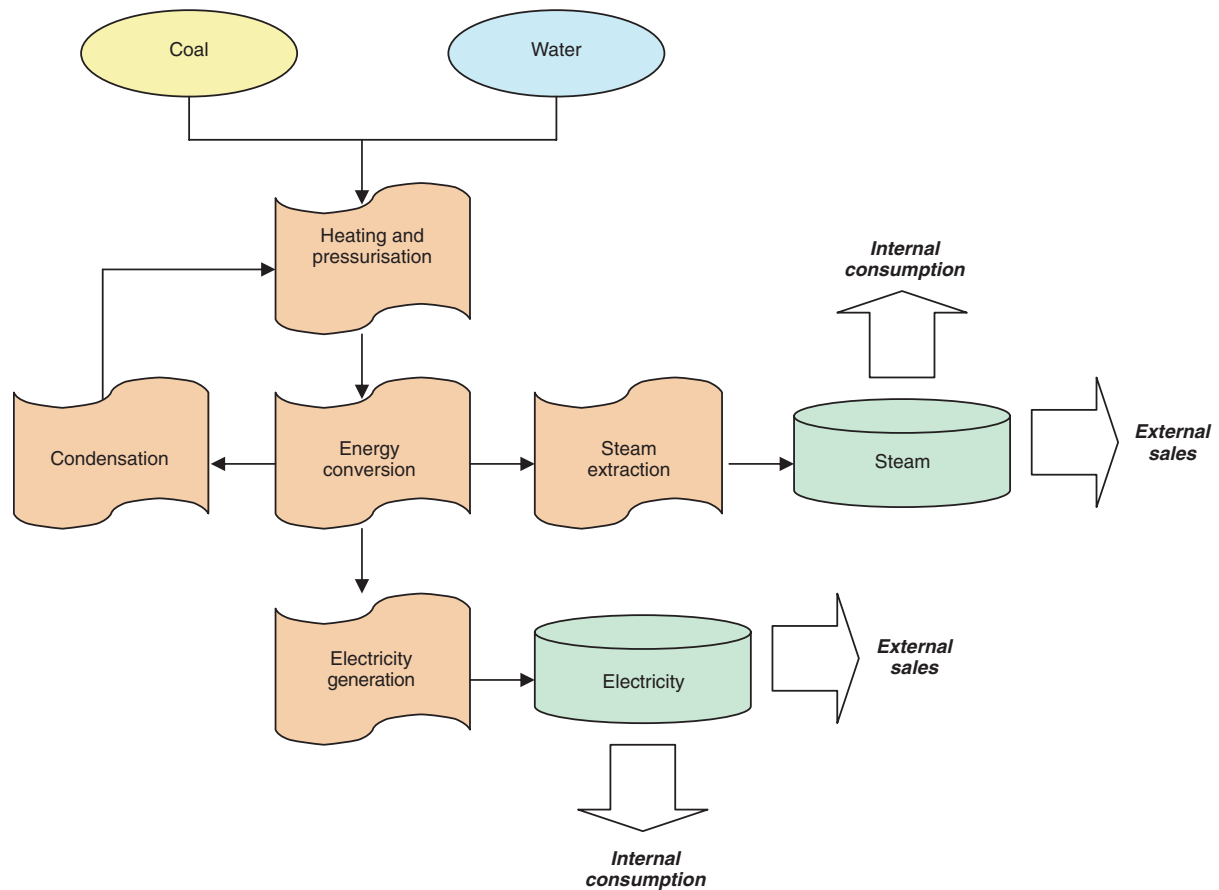 Coal
Water
Heating and
pressurisation
Internal
consumption
Condensation
Energy
conversion
Steam
extraction
Steam
External
sales
Electricity
generation
Electricity
External
sales
Internal
consumption